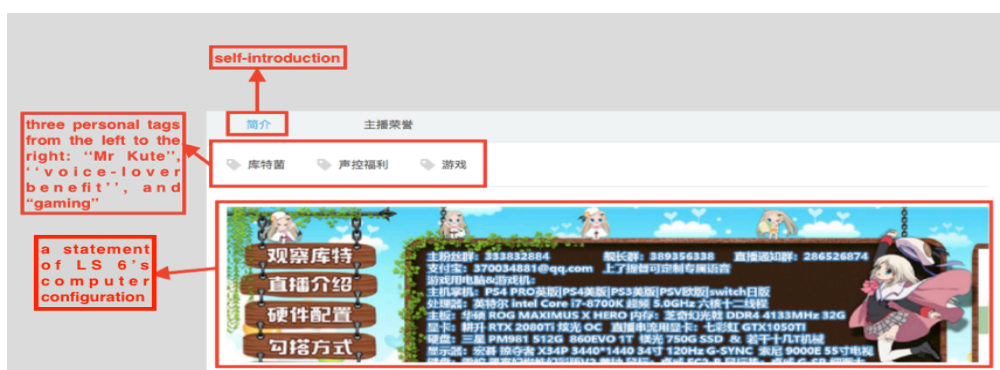 self-introduction
three personal tags
from the left to the
right: “Mr Kute”,
‘‘voice-lover
benefit’’, and
“gaming”
简介 主播荣誉
库特菌 声控福利 游戏
a statement
of LS 6’s
computer
configuration
观察库特
直播介绍
硬件配置
勾搭方式
主粉丝群：333832884 舰长群：389356338 直播通知群：286526874
支付宝：370034881@qq.com 上了提督可定制专属语音
游戏用电脑&游戏机：
主机掌机：PS4 PRO英版|PS4美版|PS3美版|PSV欧版|switch日版
处理器：英特尔 intel Core i7-8700K 超频 5.0GHz 六核十二线程
主板：华硕 ROG MAXIMUS X HERO 内存：芝奇幻光戟 DDR4 4133MHz 32G
显卡：耕升 RTX 2080Ti 炫光 OC 直播串流用显卡：七彩虹 GTX1050TI
硬盘：三星 PM981 512G 860EVO 1T 镁光 750G SSD & 若干十几T机械
显示器：宏碁 掠夺者 X34P 3440*1440 34寸 120Hz G-SYNC 索尼 9000E 55寸电视